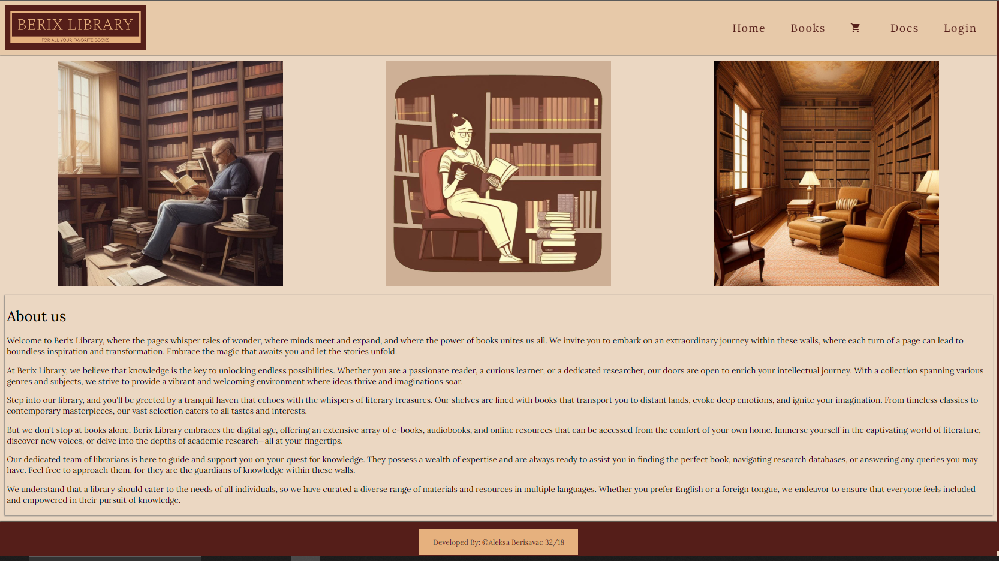 BERIX LIBRARY
FOR ALL YOUR FAVORITE BOOKS
Home Books Docs Login
About us
Welcome to Berix Library, where the pages whisper tales of wonder, where minds meet and expand, and where the power of books unites us all. We invite you to embark on an extraordinary journey within these walls, where each turn of a page can lead to
boundless inspiration and transformation. Embrace the magic that awaits you and let the stories unfold.
At Berix Library, we believe that knowledge is the key to unlocking endless possibilities. Whether you are a passionate reader, a curious learner, or a dedicated researcher, our doors are open to enrich your intellectual journey. With a collection spanning various
genres and subjects, we strive to provide a vibrant and welcoming environment where ideas thrive and imaginations soar.
Step into our library, and you'll be greeted by a tranquil haven that echoes with the whispers of literary treasures. Our shelves are lined with books that transport you to distant lands, evoke deep emotions, and ignite your imagination. From timeless classics to
contemporary masterpieces, our vast selection caters to all tastes and interests.
But we don't stop at books alone. Berix Library embraces the digital age, offering an extensive array of e-books, audiobooks, and online resources that can be accessed from the comfort of your own home. Immerse yourself in the captivating world of literature,
discover new voices, or delve into the depths of academic research—all at your fingertips.
Our dedicated team of librarians is here to guide and support you on your quest for knowledge. They possess a wealth of expertise and are always ready to assist you in finding the perfect book, navigating research databases, or answering any queries you may
have. Feel free to approach them, for they are the guardians of knowledge within these walls.
We understand that a library should cater to the needs of all individuals, so we have curated a diverse range of materials and resources in multiple languages. Whether you prefer English or a foreign tongue, we endeavor to ensure that everyone feels included
and empowered in their pursuit of knowledge.
Developed By: ©Aleksa Berisavac 32/18